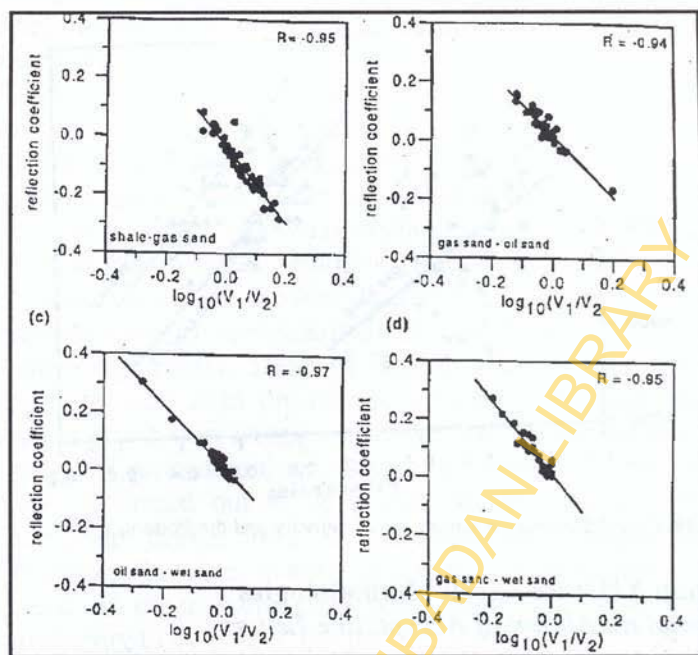 R = -0.95
0.4
0.2
0.0
-0.2
-0.4
reflection coefficient
shale-gas sand
-0.4 -0.2 0.0 0.2 0.4
log10(V1/V2)
R = -0.94
0.4
0.2
0.0
-0.2
-0.4
reflection coefficient
gas sand - oil sand
-0.4 -0.2 0.0 0.2 0.4
log10(V1/V2
(c)
R = -0.97
0.4
0.2
0.0
-0.2
-0.4
reflection coefficient
oil sand - wet sand
-0.4 -0.2 0.0 0.2 0.4
log10(V1/V2)
(d)
R = -0.95
0.4
0.2
0.0
-0.2
-0.4
reflection coefficient
gas sand - wet sand
-0.4 -0.2 0.0 0.2 0.4
log10(V1/V2)
IBADAN LIBRARY